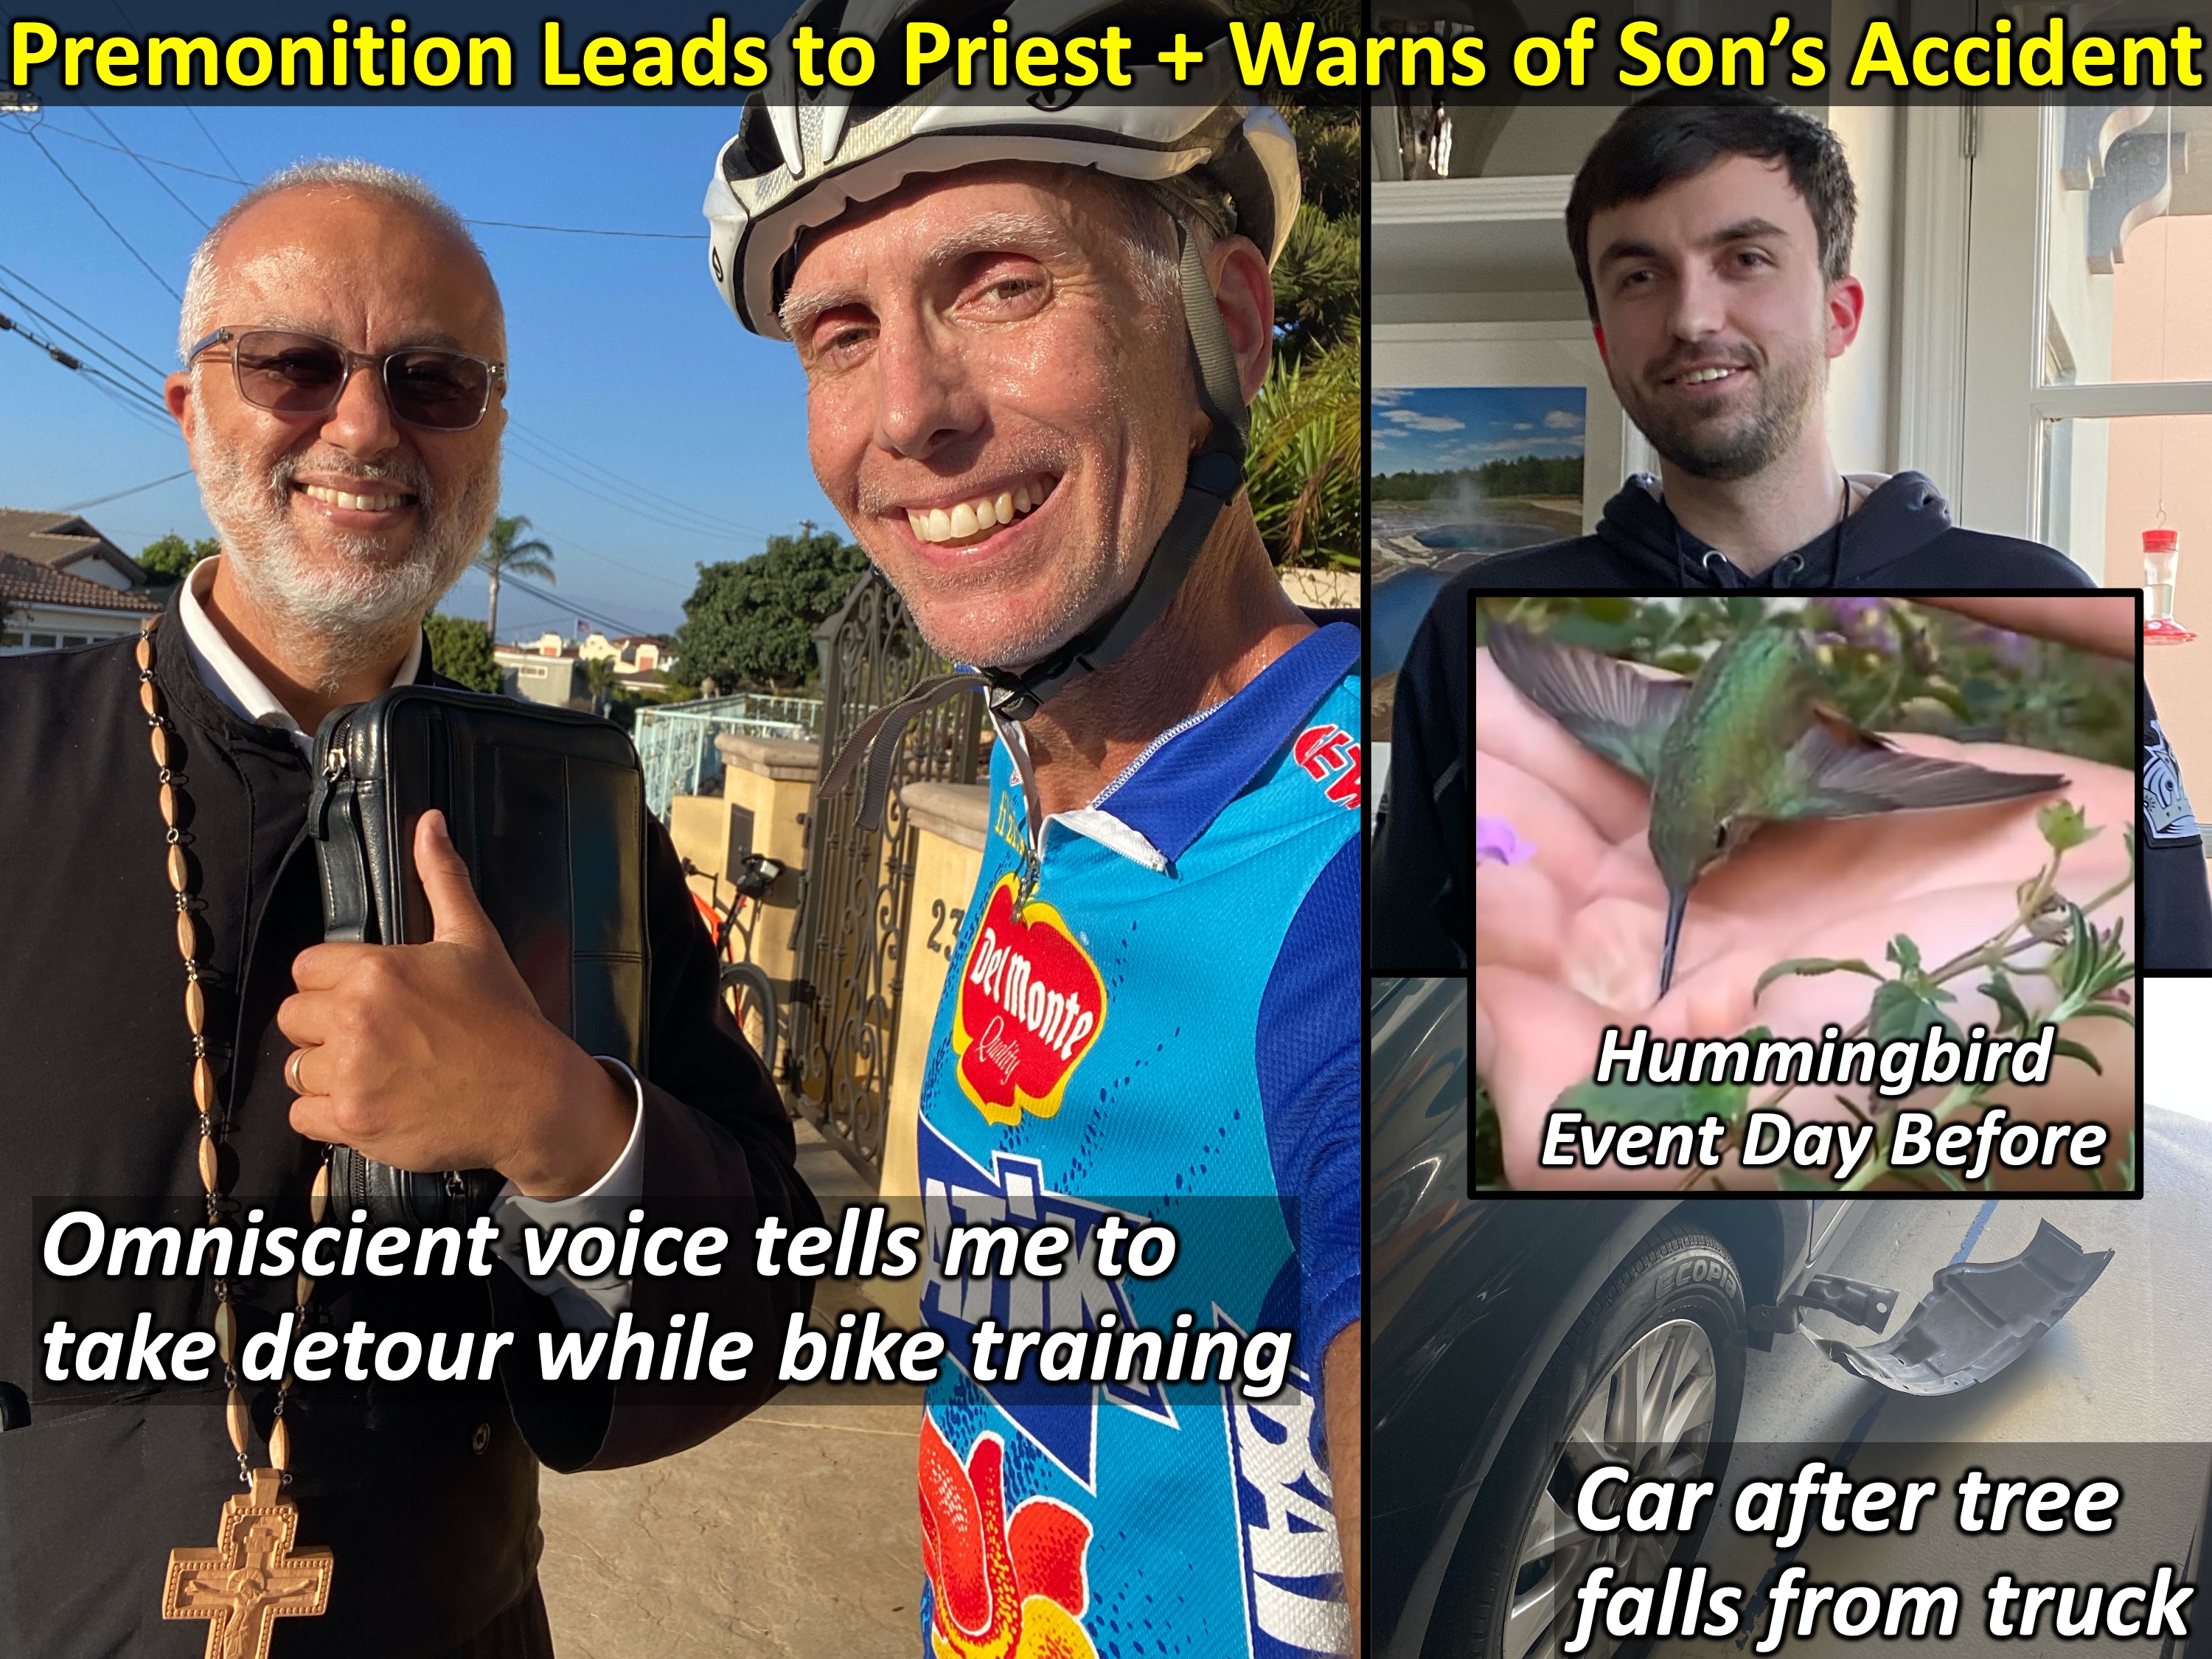 Premonition Leads to Priest + Warns of Son's Accident
23
Del Monte
Quality
Omniscient voice tells me to
take detour while bike training
Hummingbird
Event Day Before
ECOPIA
Car after tree
falls from truck